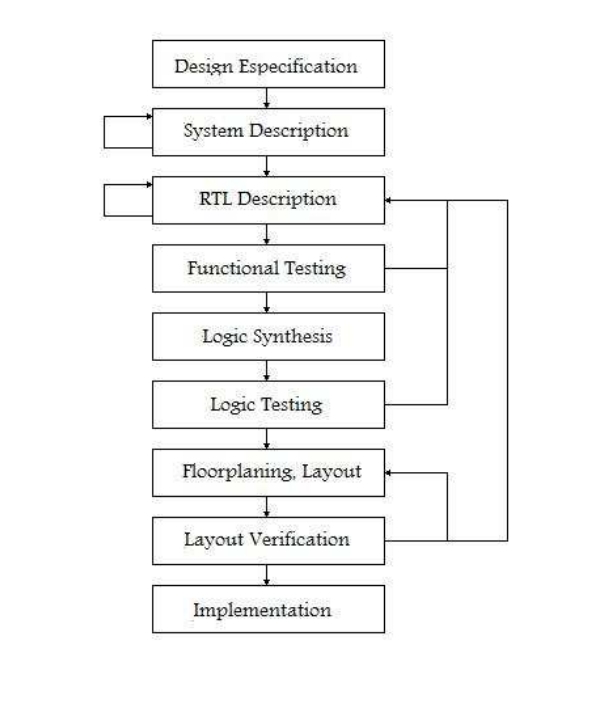 Design Especification
System Description
RTL Description
Functional Testing
Logic Synthesis
Logic Testing
Floorplaning, Layout
Layout Verification
Implementation